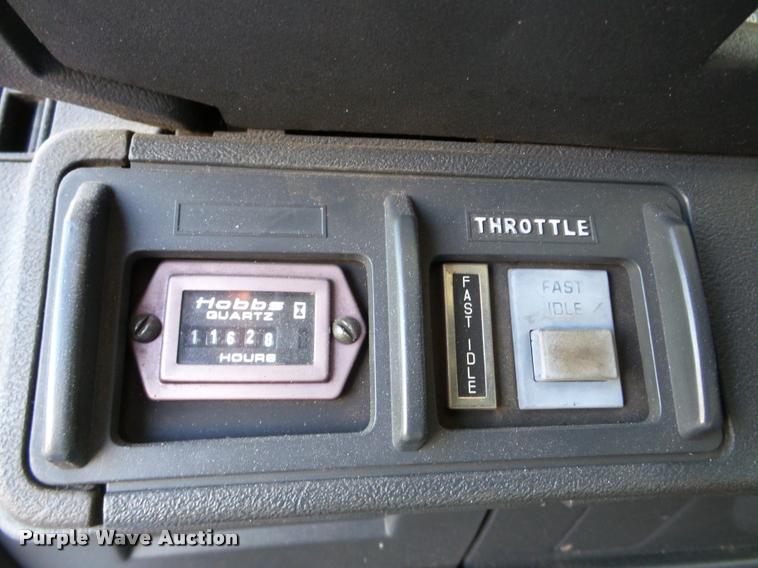 THROTTLE
Hobbs
QUARTZ
11628
HOURS
FAST IDLE
FAST
IDLE
Purple Wave Auction